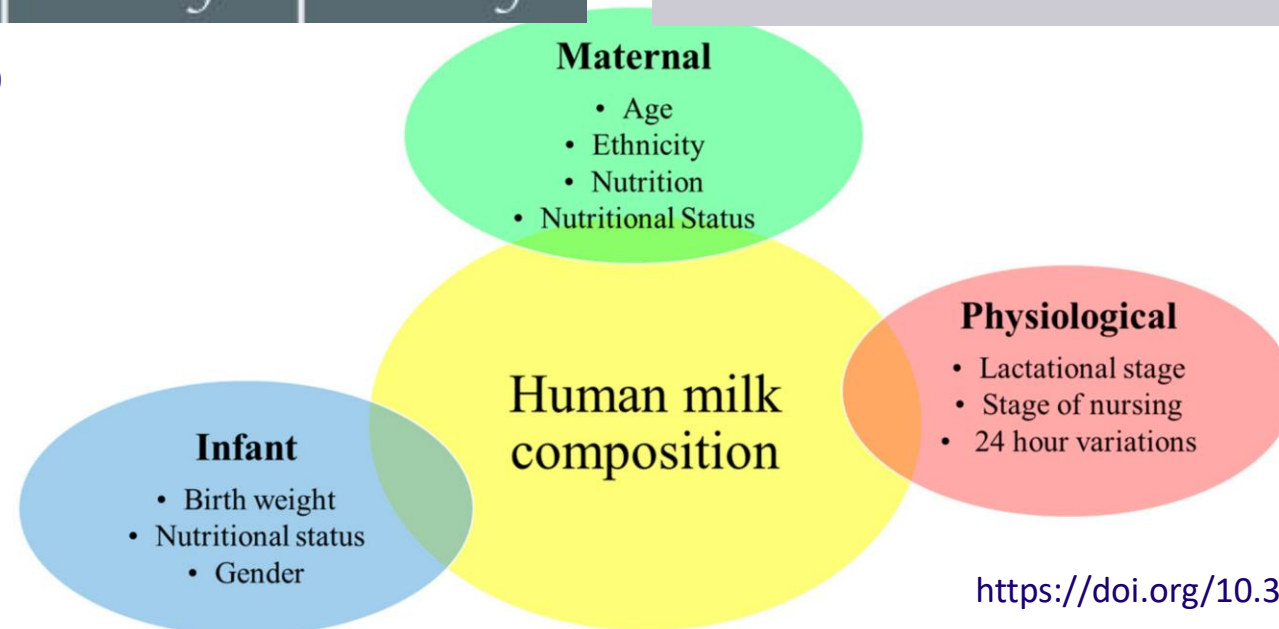 Maternal
• Age
• Ethnicity
• Nutrition
• Nutritional Status
Physiological
• Lactational stage
• Stage of nursing
• 24 hour variations
Human milk
composition
Infant
• Birth weight
• Nutritional status
• Gender
https://doi.org/10.3